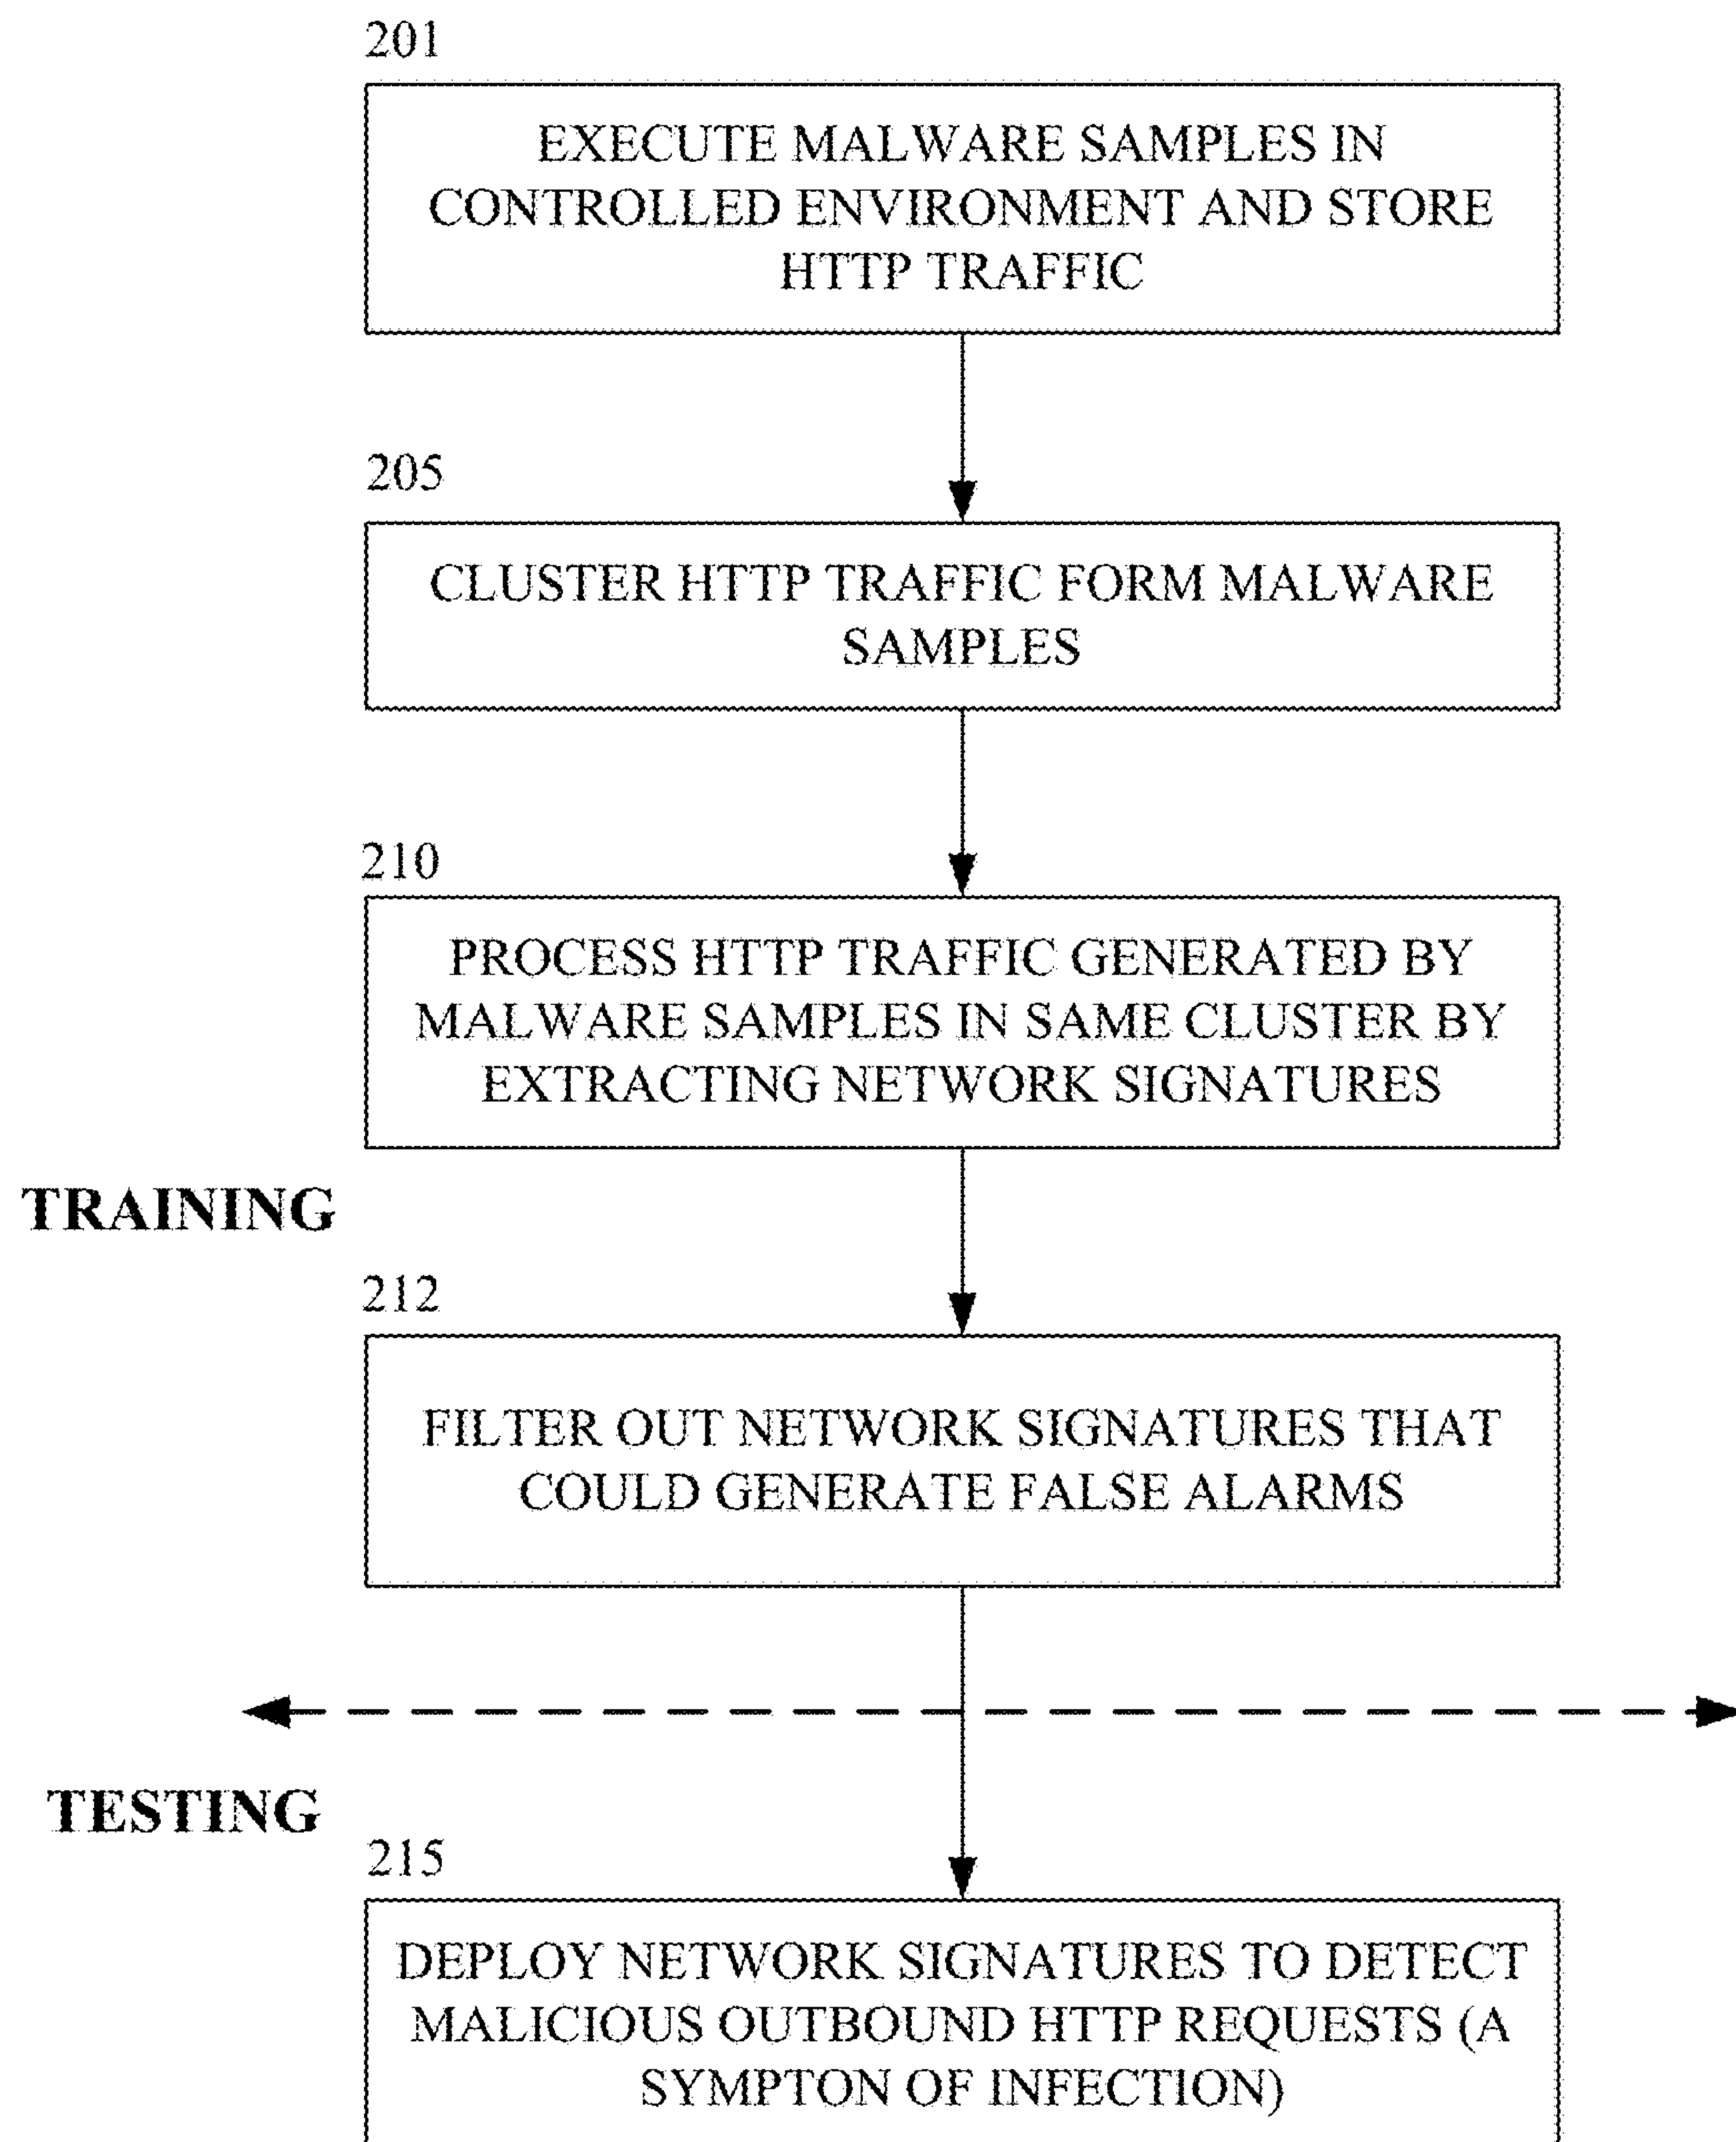 201
EXECUTE MALWARE SAMPLES IN
CONTROLLED ENVIRONMENT AND STORE
HTTP TRAFFIC
205
CLUSTER HTTP TRAFFIC FORM MALWARE
SAMPLES
210
PROCESS HTTP TRAFFIC GENERATED BY
MALWARE SAMPLES IN SAME CLUSTER BY
EXTRACTING NETWORK SIGNATURES
TRAINING
212
FILTER OUT NETWORK SIGNATURES THAT
COULD GENERATE FALSE ALARMS
TESTING
215
DEPLOY NETWORK SIGNATURES TO DETECT
MALICIOUS OUTBOUND HTTP REQUESTS (A
SYMPTON OF INFECTION)